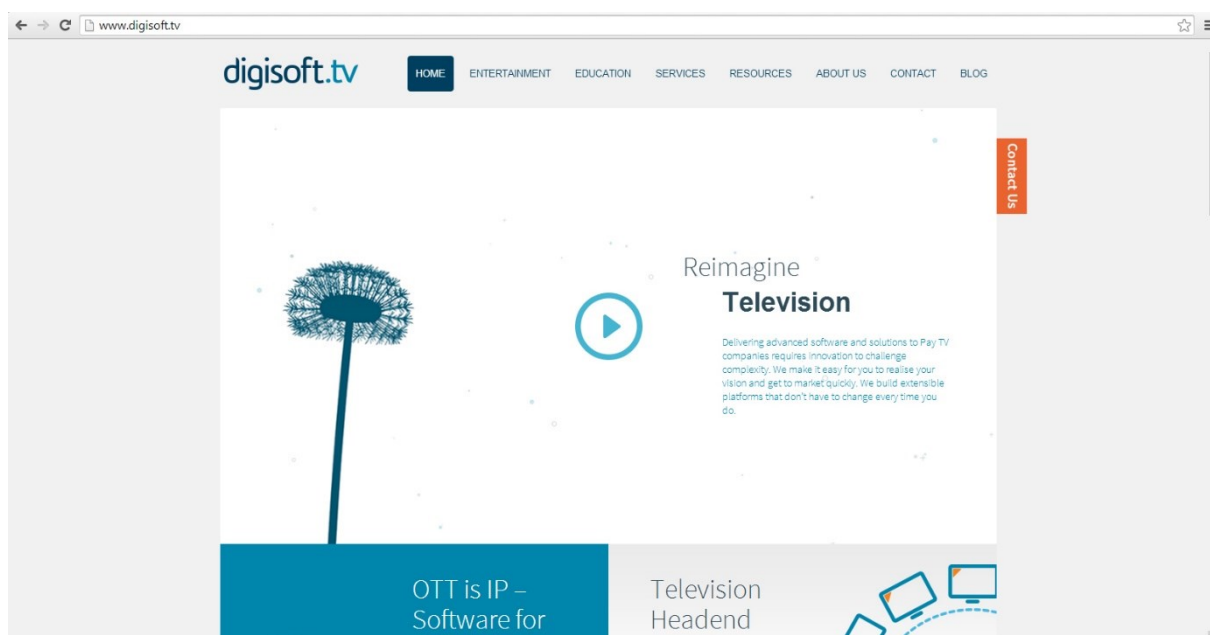 www.digisoft.tv
digisoft.tv
HOME ENTERTAINMENT EDUCATION SERVICES RESOURCES ABOUT US CONTACT BLOG
Contact Us
Reimagine
Television
Delivering advanced software and solutions to Pay TV
companies requires innovation to challenge
complexity. We make it easy for you to realise your
vision and get to market quickly. We build extensible
platforms that don't have to change every time you
do.
OTT is IP –
Software for
Television
Headend